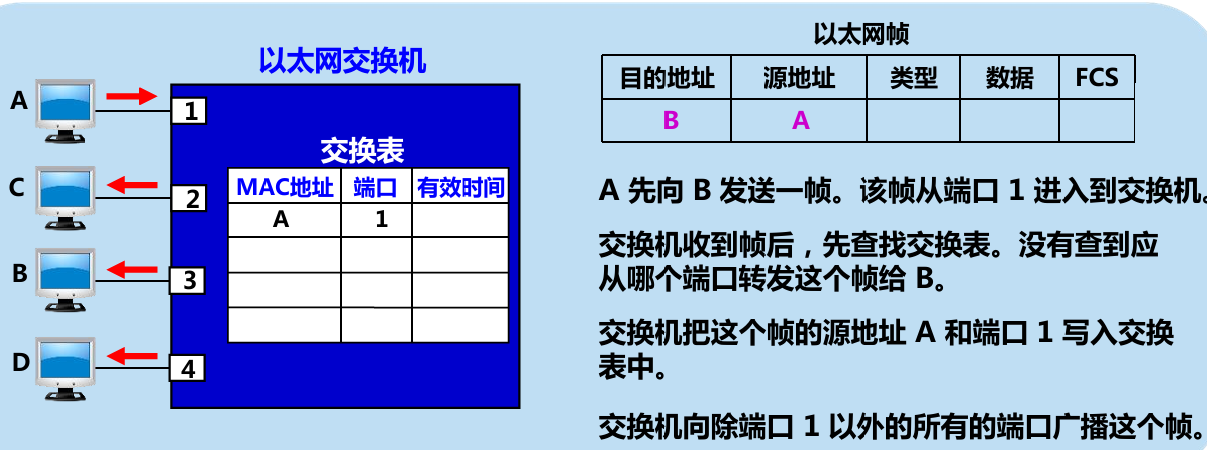 以太网交换机
A
1
C
2
B
3
D
4
交换表
MAC地址 端口 有效时间
A 1
以太网帧
目的地址 源地址 类型 数据 FCS
B A
A 先向 B 发送一帧。该帧从端口 1 进入到交换机。
交换机收到帧后，先查找交换表。没有查到应
从哪个端口转发这个帧给 B。
交换机把这个帧的源地址 A 和端口 1 写入交换
表中。
交换机向除端口 1 以外的所有的端口广播这个帧。